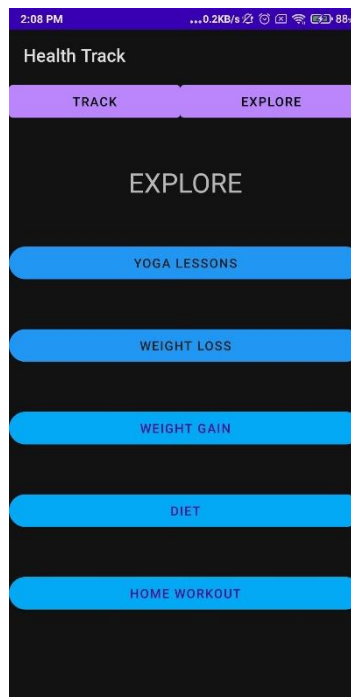 2:08 PM ...0.2KB/s 88
Health Track
TRACK EXPLORE
EXPLORE
YOGA LESSONS
WEIGHT LOSS
WEIGHT GAIN
DIET
HOME WORKOUT